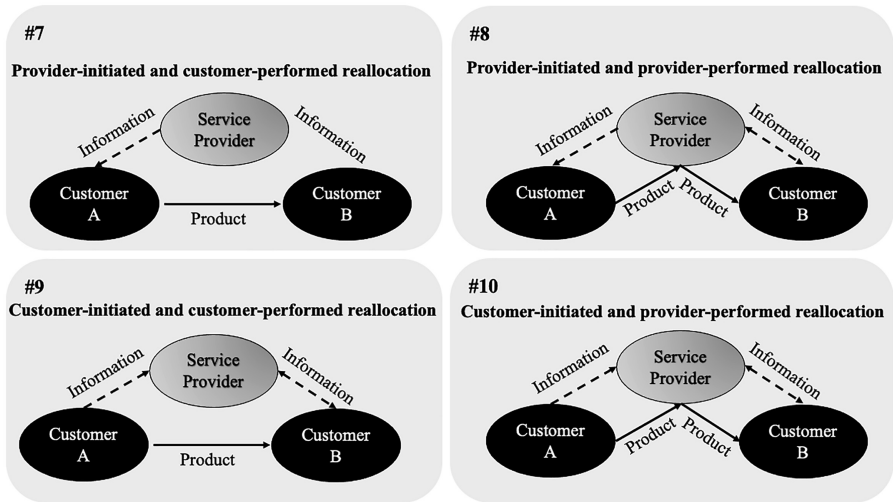 #7
Provider-initiated and customer-performed reallocation
Information
Service
Provider
Information
Customer
A
Product
Customer
B
#8
Provider-initiated and provider-performed reallocation
Information
Service
Provider
Information
Customer
A
Product
Product
Customer
B
#9
Customer-initiated and customer-performed reallocation
Information
Service
Provider
Information
Customer
A
Product
Customer
B
#10
Customer-initiated and provider-performed reallocation
Information
Service
Provider
Information
Customer
A
Product
Product
Customer
B